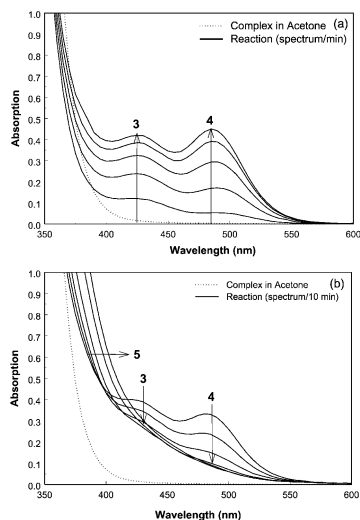 (a)
Complex in Acetone
Reaction (spectrum/min)
1.0
0.9
0.8
0.7
0.6
0.5
0.4
0.3
0.2
0.1
0.0
Absorption
3
4
350 400 450 500 550 600
Wavelength (nm)
(b)
Complex in Acetone
Reaction (spectrum/10 min)
1.0
0.9
0.8
0.7
0.6
0.5
0.4
0.3
0.2
0.1
0.0
Absorption
5
3
4
350 400 450 500 550 600
Wavelength (nm)